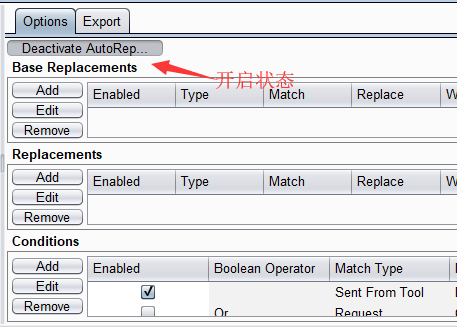 Options Export
Deactivate AutoRep...
开启状态
Base Replacements
Add
Edit
Remove
Enabled Type Match Replace W
Replacements
Add
Edit
Remove
Enabled Type Match Replace W
Conditions
Add
Edit
Remove
Enabled Boolean Operator Match Type
Sent From Tool
Or Request